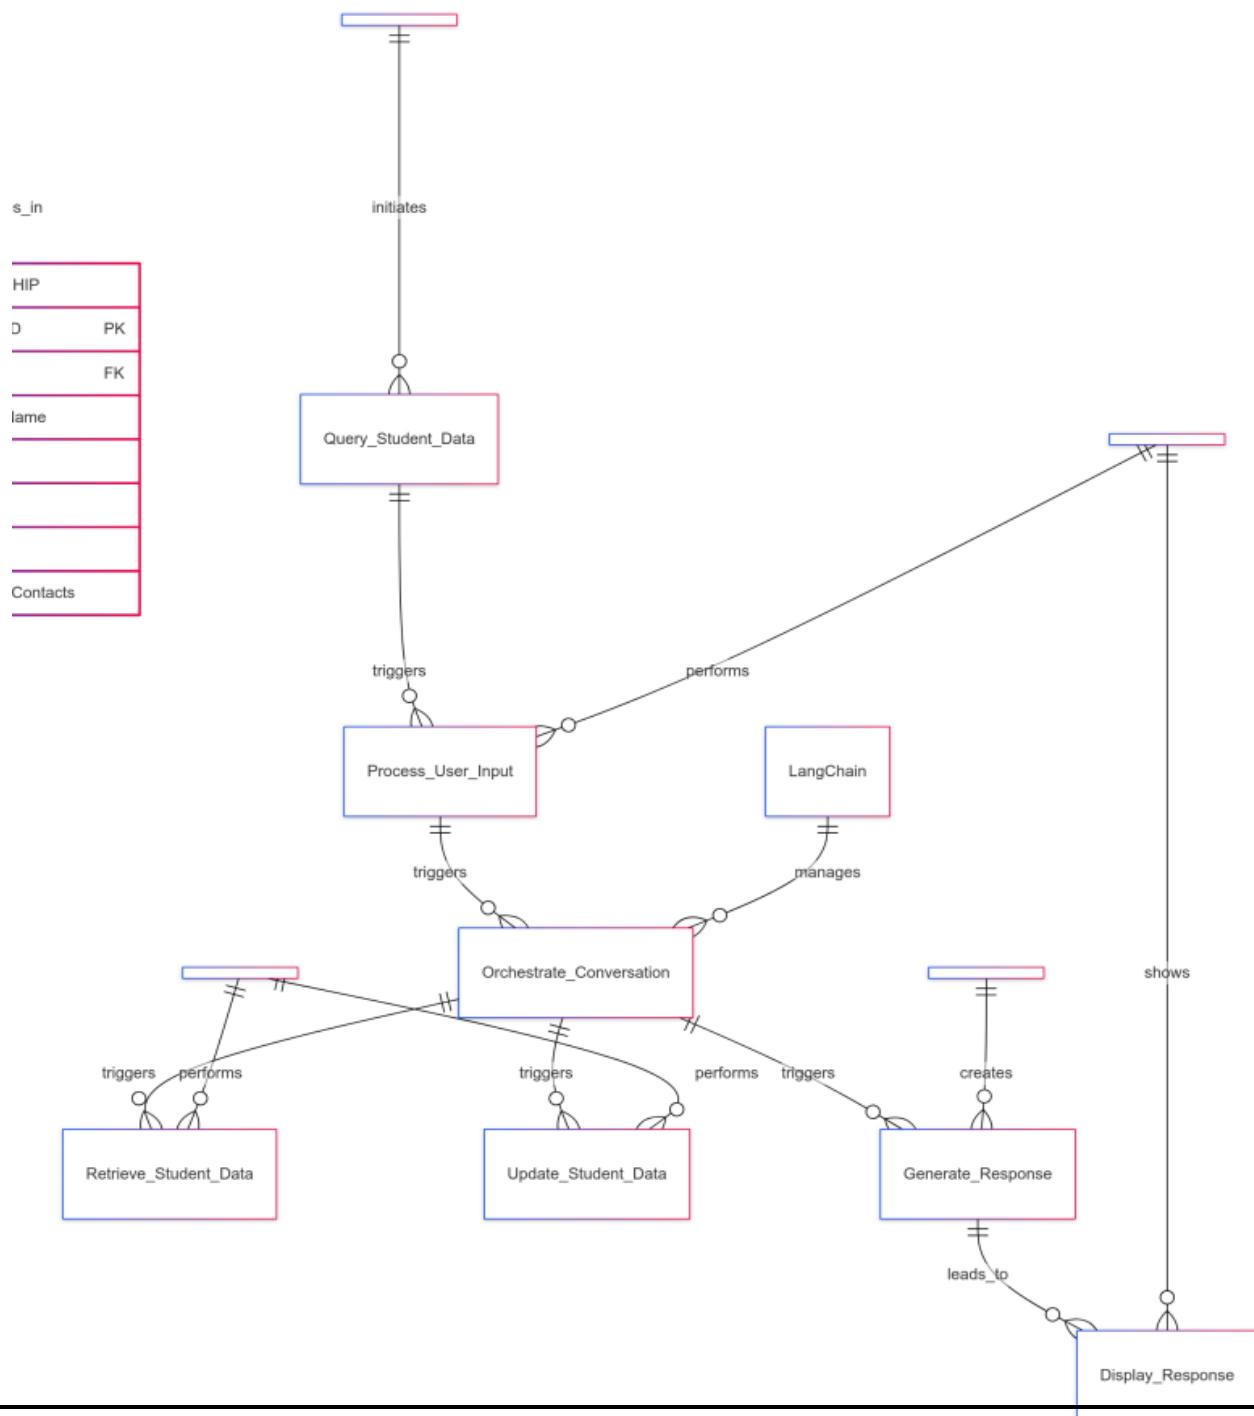 s_in
initiates
HIP
PK
FK
Contacts
Query_Student_Data
triggers
performs
Process_User_Input
LangChain
triggers
manages
Orchestrate_Conversation
shows
triggers
performs
triggers
performs
triggers
creates
Retrieve_Student_Data
Update_Student_Data
Generate_Response
leads_to
Display_Response